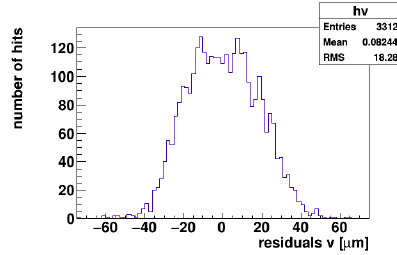 hv
Entries 3312
Mean 0.08244
RMS 18.28
number of hits
120
100
80
60
40
20
0
−60 −40 −20 0 20 40 60
residuals v [μm]